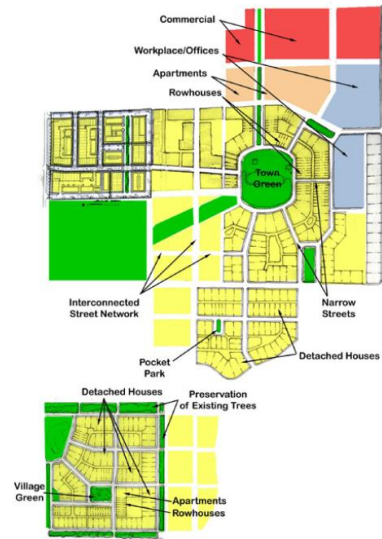 Commercial
Workplace/Offices
Apartments
Rowhouses
Town
Green
Interconnected
Street Network
Narrow
Streets
Pocket
Park
Detached Houses
Detached Houses
Preservation
of Existing Trees
Village
Green
Apartments
Rowhouses